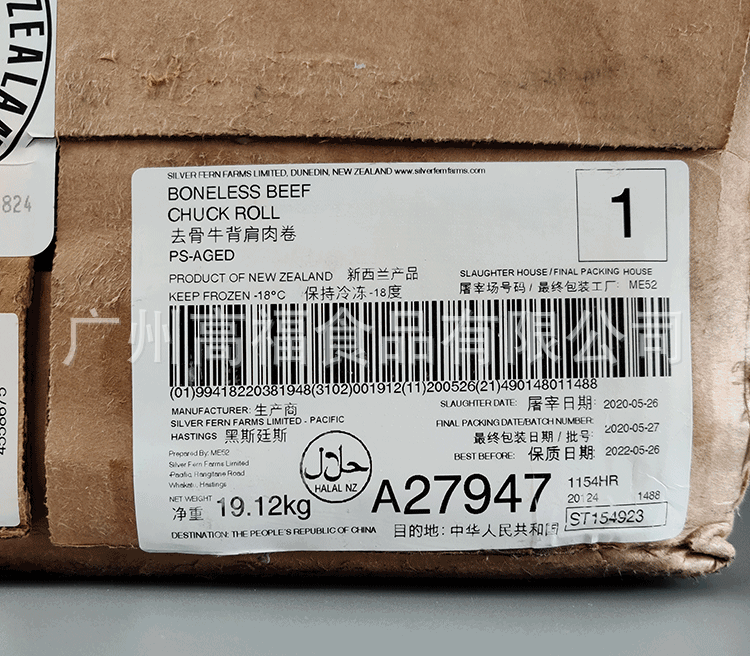 ZEALAN
824
4558675
SILVER FERN FARMS LIMITED, DUNEDIN, NEW ZEALAND www.silverfernfarms.com
BONELESS BEEF
CHUCK ROLL
去骨牛背肩肉卷
PS-AGED
1
PRODUCT OF NEW ZEALAND 新西兰产品
SLAUGHTER HOUSE / FINAL PACKING HOUSE
KEEP FROZEN -18°C 保持冷冻 -18度
屠宰场号码 / 最终包装工厂: ME52
广州高福食品有限公司
(01)99418220381948(3102)001912(11)200526(21)490148011488
MANUFACTURER: 生产商
SILVER FERN FARMS LIMITED - PACIFIC
HASTINGS 黑斯廷斯
SLAUGHTER DATE: 屠宰日期: 2020-05-26
FINAL PACKING DATE/BATCH NUMBER: 2020-05-27
最终包装日期 / 批号:
BEST BEFORE: 保质日期: 2022-05-26
Prepared By: ME52
Silver Fern Farms Limited
Pacific, Rangitane Road
Whakatu, Hastings
حلال
HALAL NZ
NET WEIGHT
净重 19.12kg
A27947
1154HR
20124 1488
ST154923
DESTINATION: THE PEOPLE'S REPUBLIC OF CHINA 目的地: 中华人民共和国